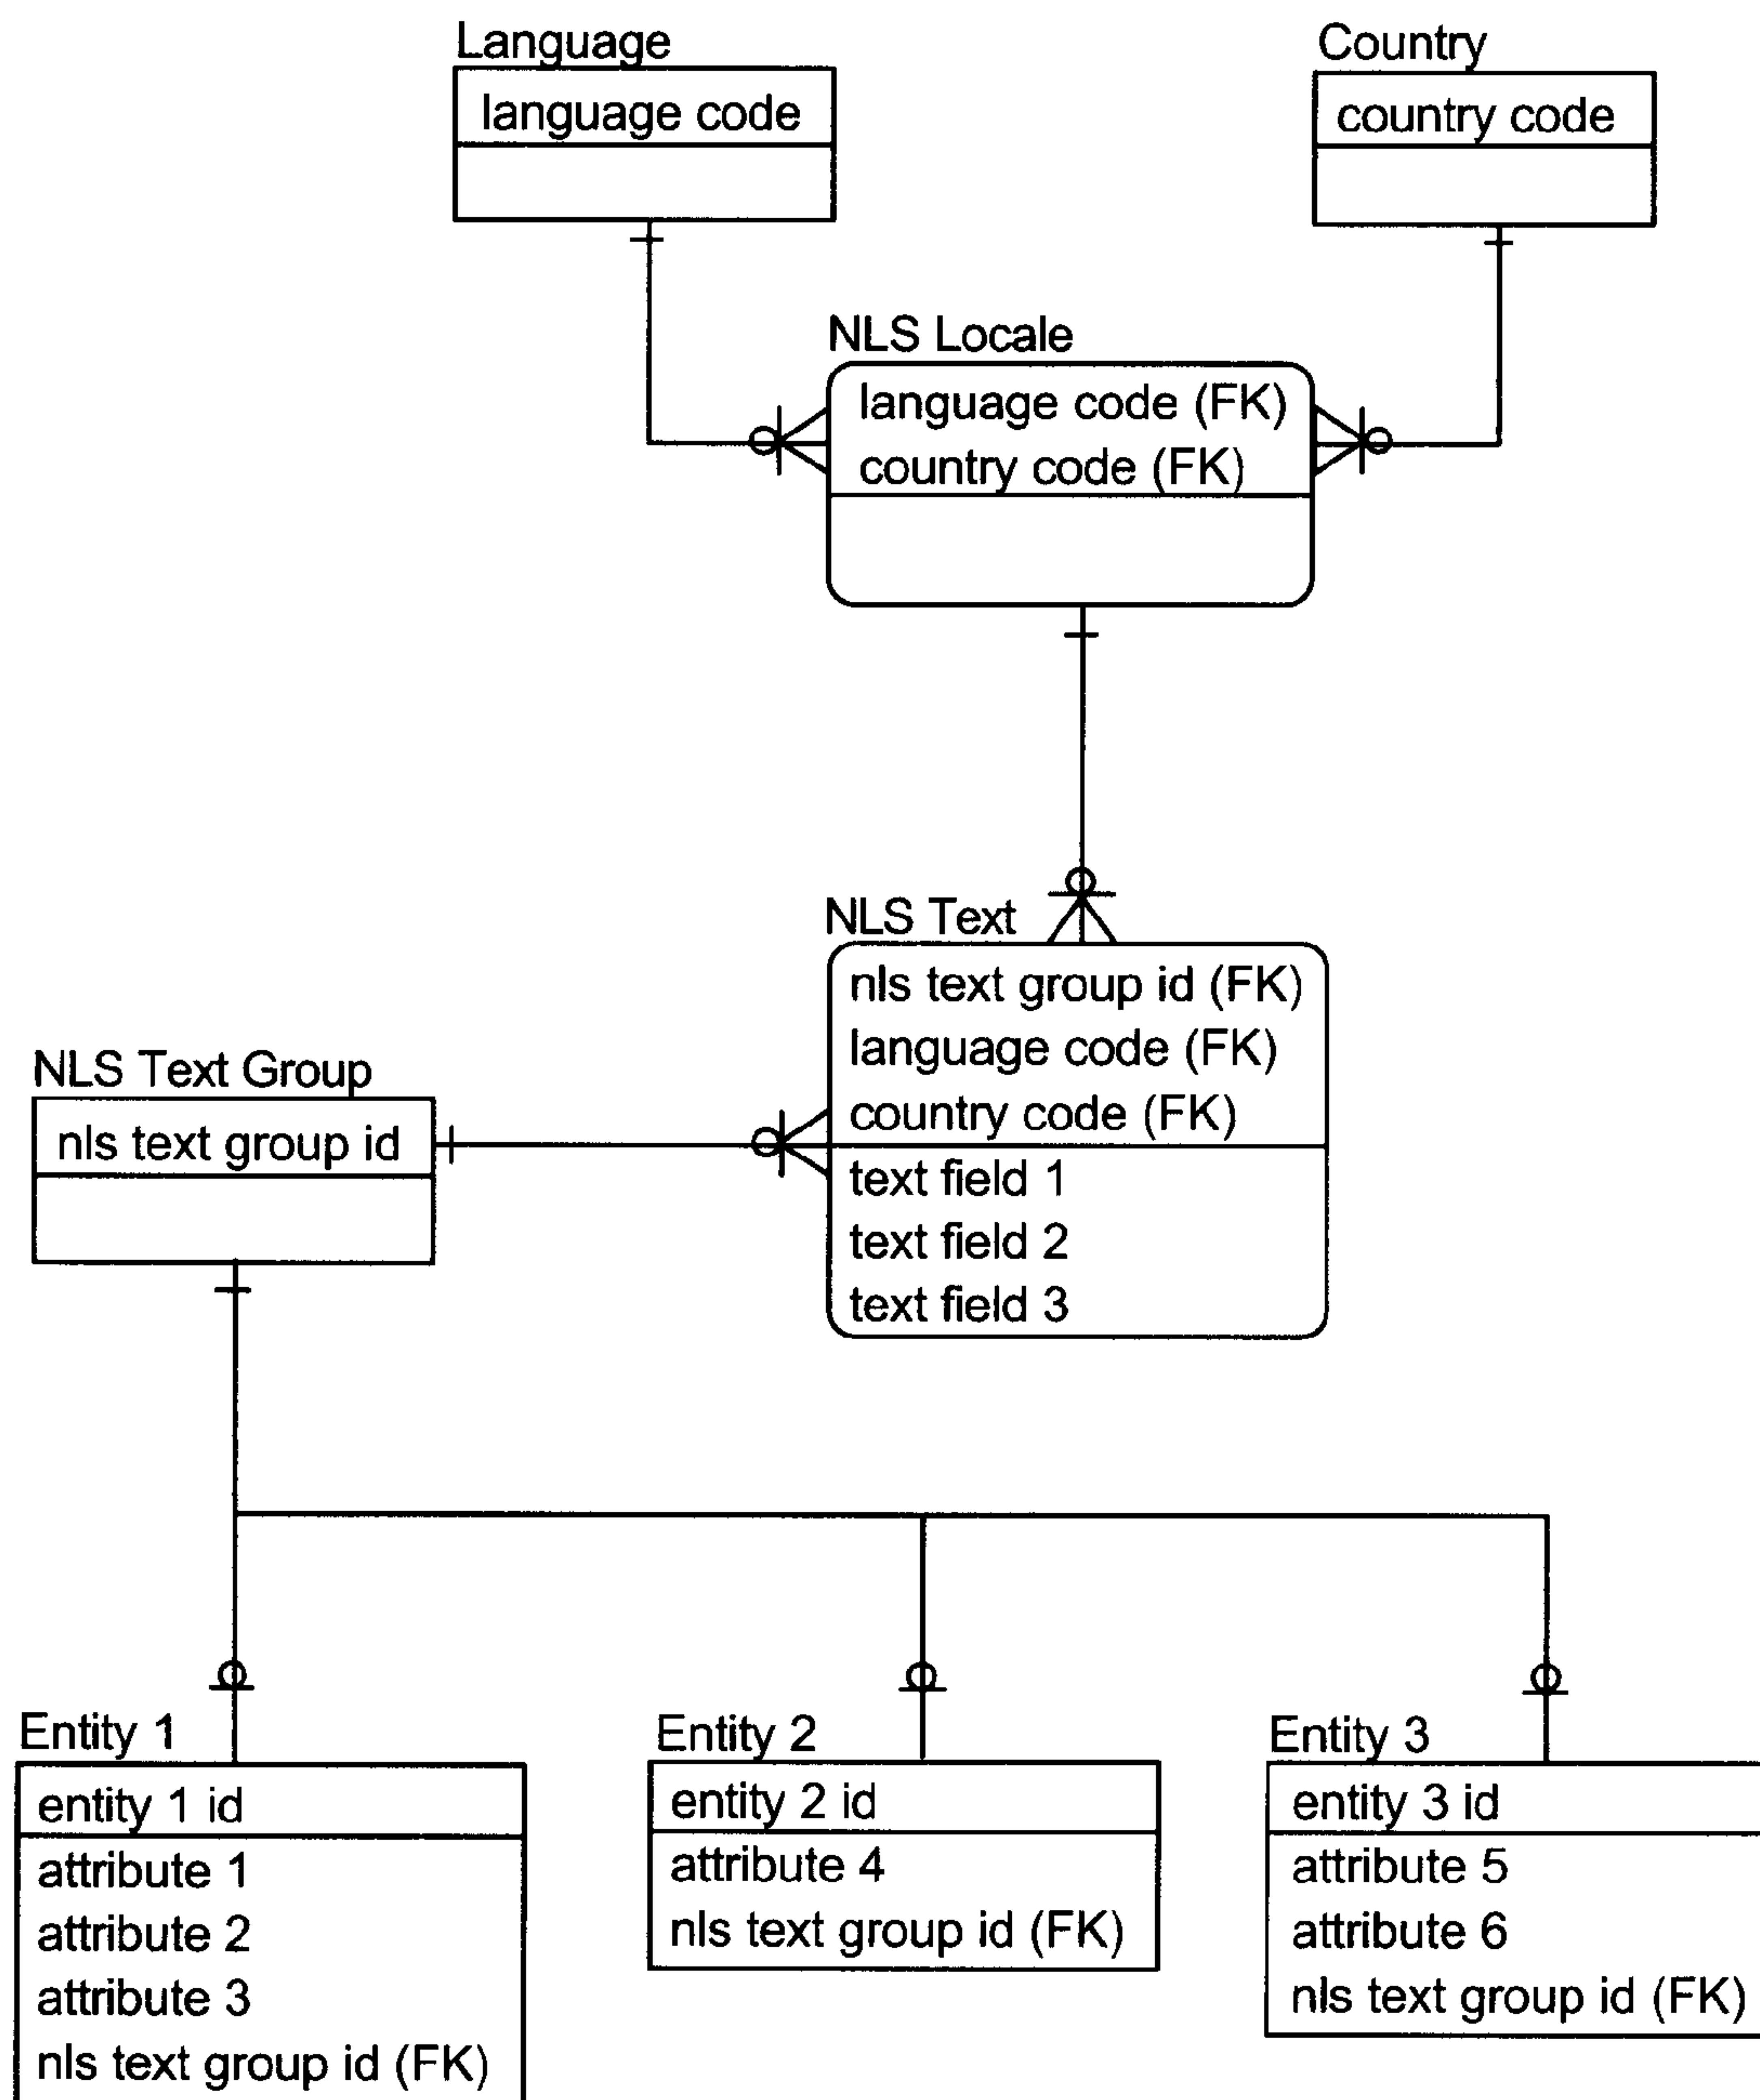 Language
language code
Country
country code
NLS Locale
language code (FK)
country code (FK)
NLS Text
nls text group id (FK)
language code (FK)
country code (FK)
text field 1
text field 2
text field 3
NLS Text Group
nls text group id
Entity 1
entity 1 id
attribute 1
attribute 2
attribute 3
nls text group id (FK)
Entity 2
entity 2 id
attribute 4
nls text group id (FK)
Entity 3
entity 3 id
attribute 5
attribute 6
nls text group id (FK)